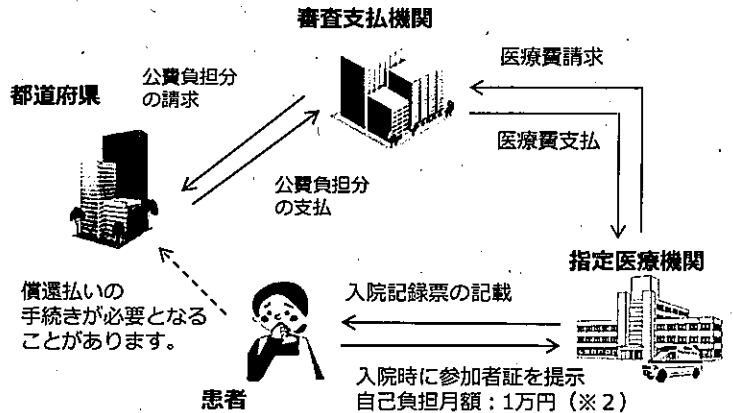 審査支払機関
医療費請求
公費負担分
の請求
都道府県
医療費支払
公費負担分
の支払
指定医療機関
償還払いの
手続きが必要となる
ことがあります。
入院記録票の記載
患者
入院時に参加者証を提示
自己負担月額：1万円（※2）